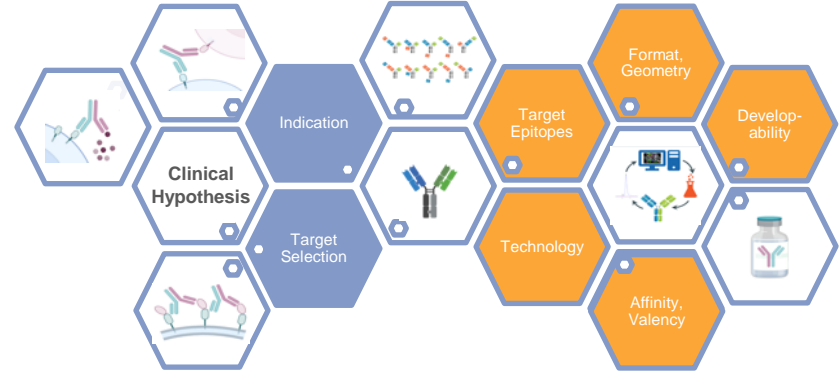 Clinical
Hypothesis
Indication
Target
Selection
Target
Epitopes
Technology
Format,
Geometry
Affinity,
Valency
Develop-
ability